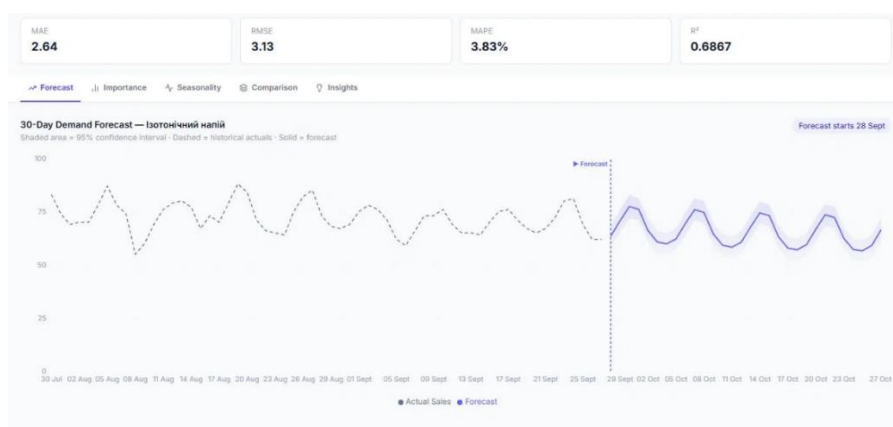 MAE RMSE MAPE R²
2.64 3.13 3.83% 0.6867
Forecast Importance Seasonality Comparison Insights
30-Day Demand Forecast — Ізотонічний напій
Forecast starts 28 Sept
Shaded area = 95% confidence interval · Dashed = historical actuals · Solid = forecast
100
▶ Forecast
75
50
25
0
30 Jul 02 Aug 05 Aug 08 Aug 11 Aug 14 Aug 17 Aug 20 Aug 23 Aug 26 Aug 29 Aug 01 Sept 05 Sept 09 Sept 13 Sept 17 Sept 21 Sept 25 Sept 29 Sept 02 Oct 05 Oct 08 Oct 11 Oct 14 Oct 17 Oct 20 Oct 23 Oct 27 Oct
Actual Sales Forecast